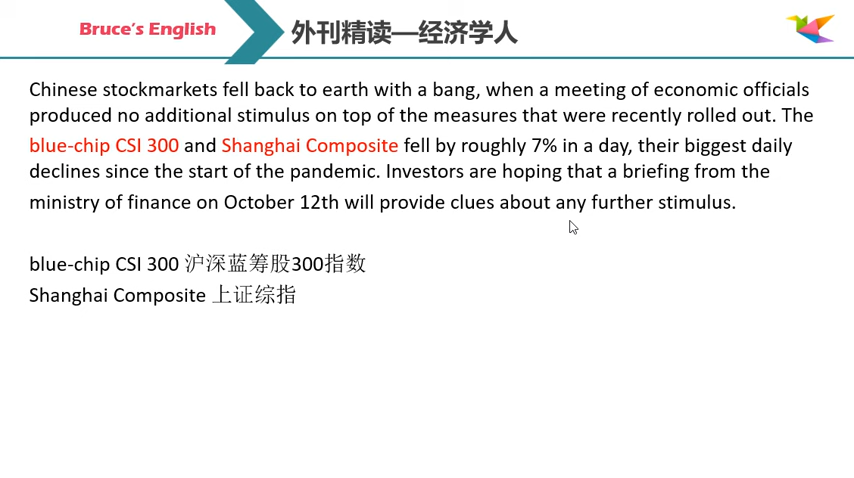 Bruce's English
外刊精读—经济学人
Chinese stockmarkets fell back to earth with a bang, when a meeting of economic officials
produced no additional stimulus on top of the measures that were recently rolled out. The
blue-chip CSI 300 and Shanghai Composite fell by roughly 7% in a day, their biggest daily
declines since the start of the pandemic. Investors are hoping that a briefing from the
ministry of finance on October 12th will provide clues about any further stimulus.
blue-chip CSI 300 沪深蓝筹股300指数
Shanghai Composite 上证综指